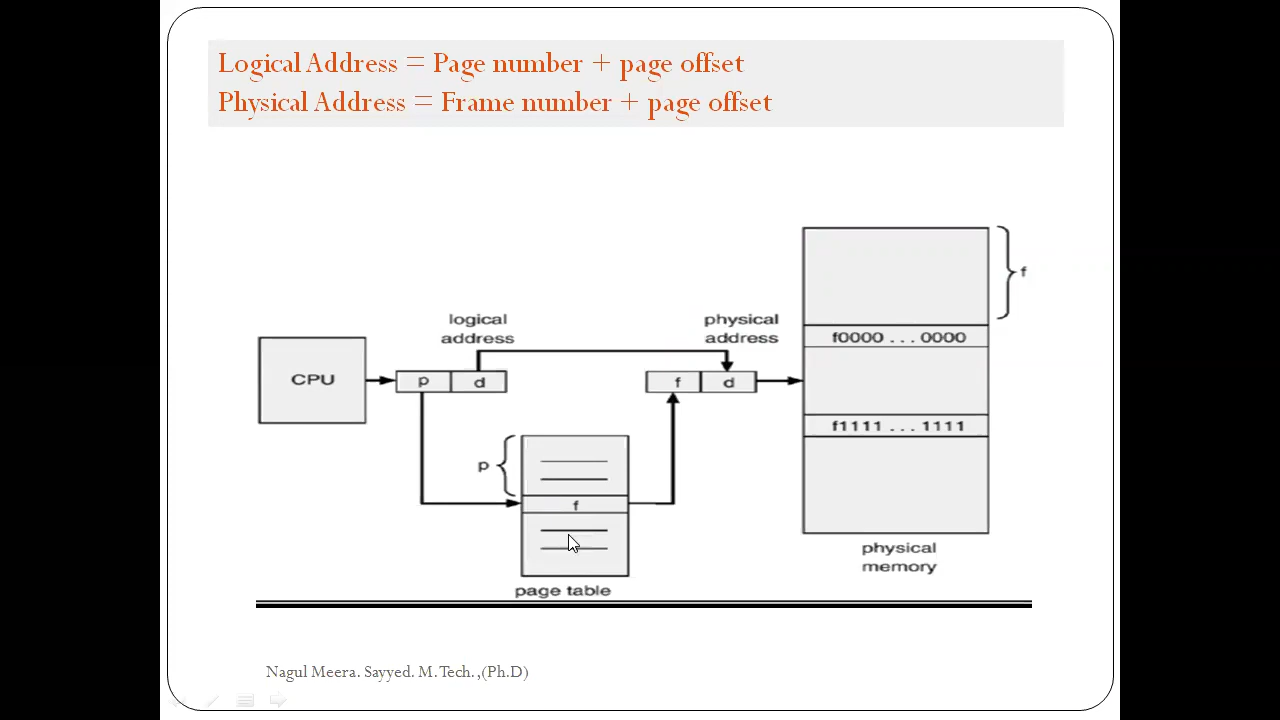 Logical Address = Page number + page offset
Physical Address = Frame number + page offset
f
logical
address
physical
address
f0000 ... 0000
CPU
p
d
f
d
f1111 ... 1111
p
f
physical
memory
page table
Nagul Meera. Sayyed. M.Tech.,(Ph.D)